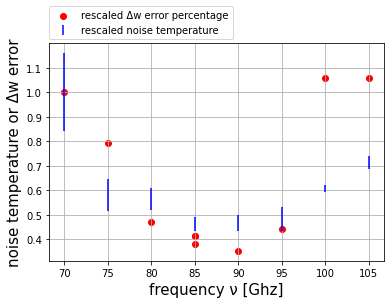 rescaled Δw error percentage
rescaled noise temperature
noise temperature or Δw error
1.1
1.0
0.9
0.8
0.7
0.6
0.5
0.4
70 75 80 85 90 95 100 105
frequency ν [Ghz]